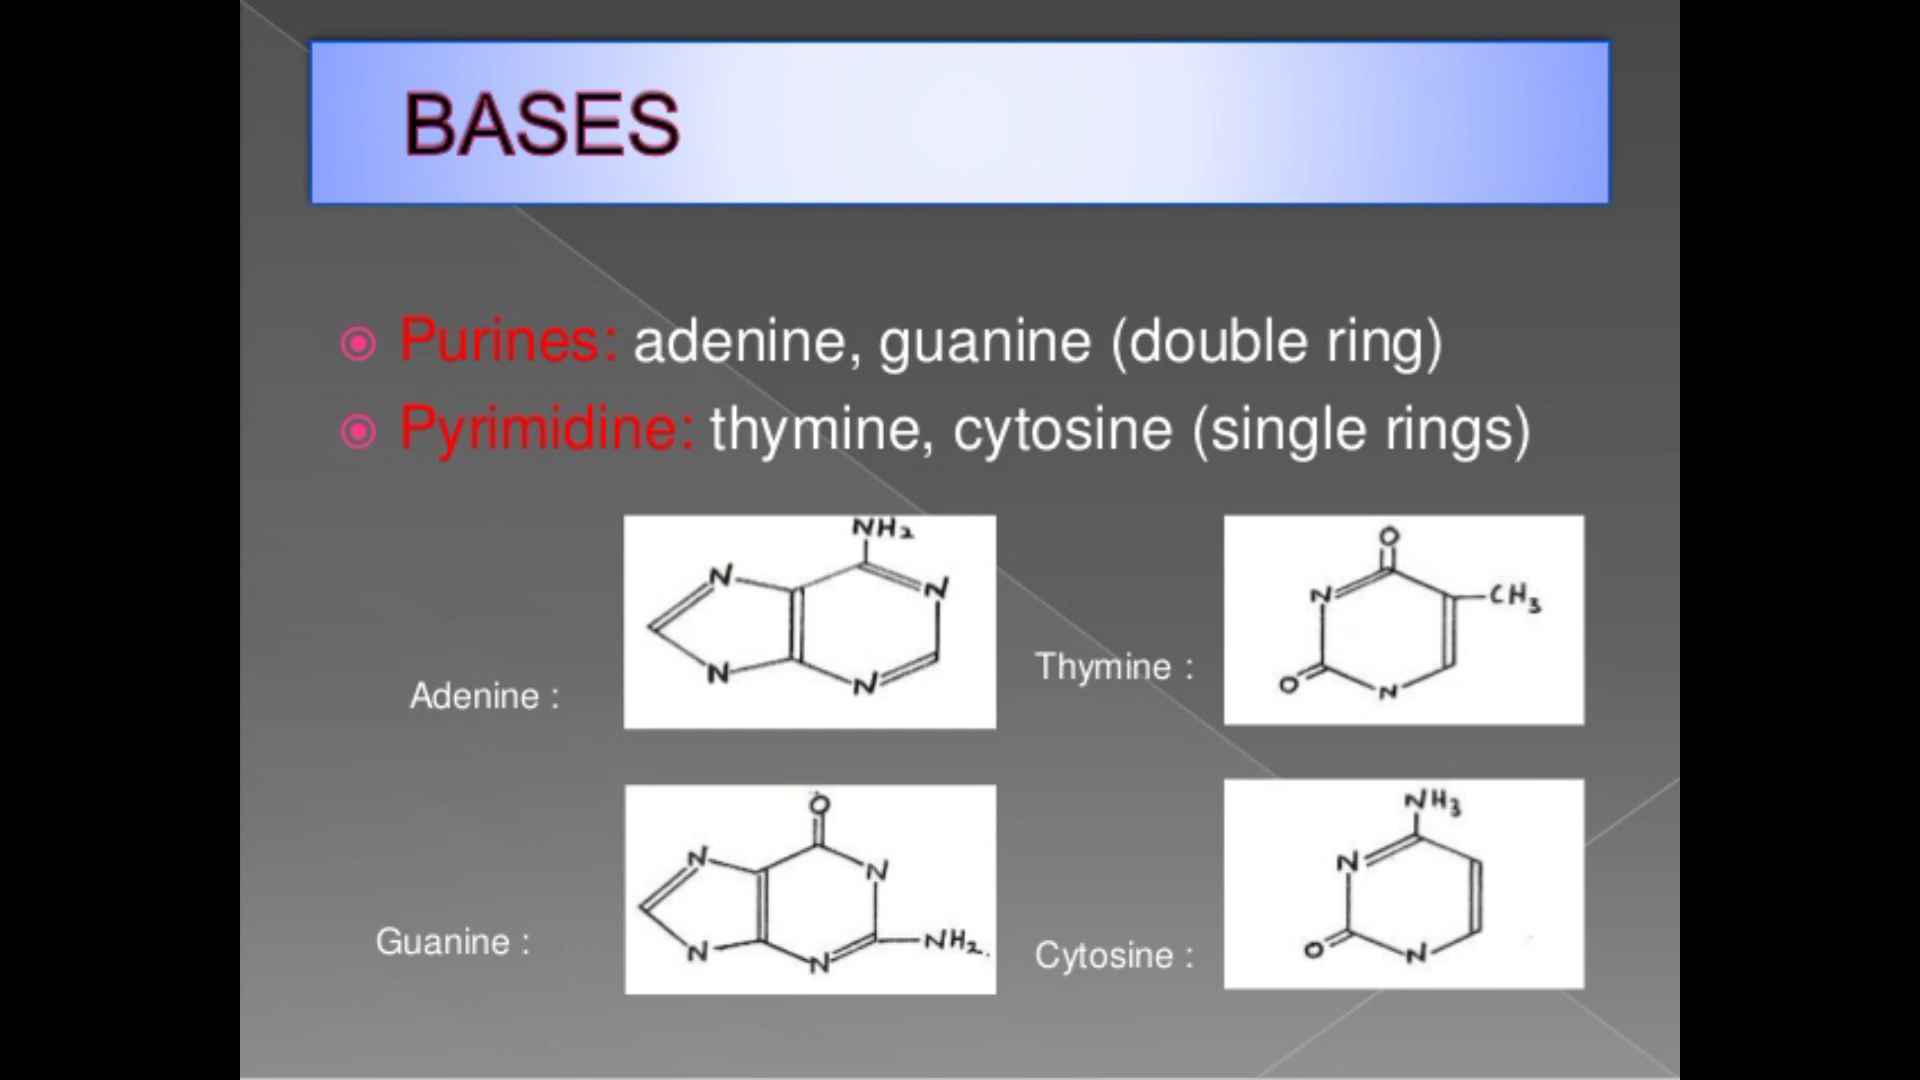 BASES
Purines: adenine, guanine (double ring)
Pyrimidine: thymine, cytosine (single rings)
Adenine :
NH2
N
N
N
N
Thymine :
O
N
CH3
O
N
Guanine :
O
N
N
N
N
NH2.
Cytosine :
NH3
N
O
N